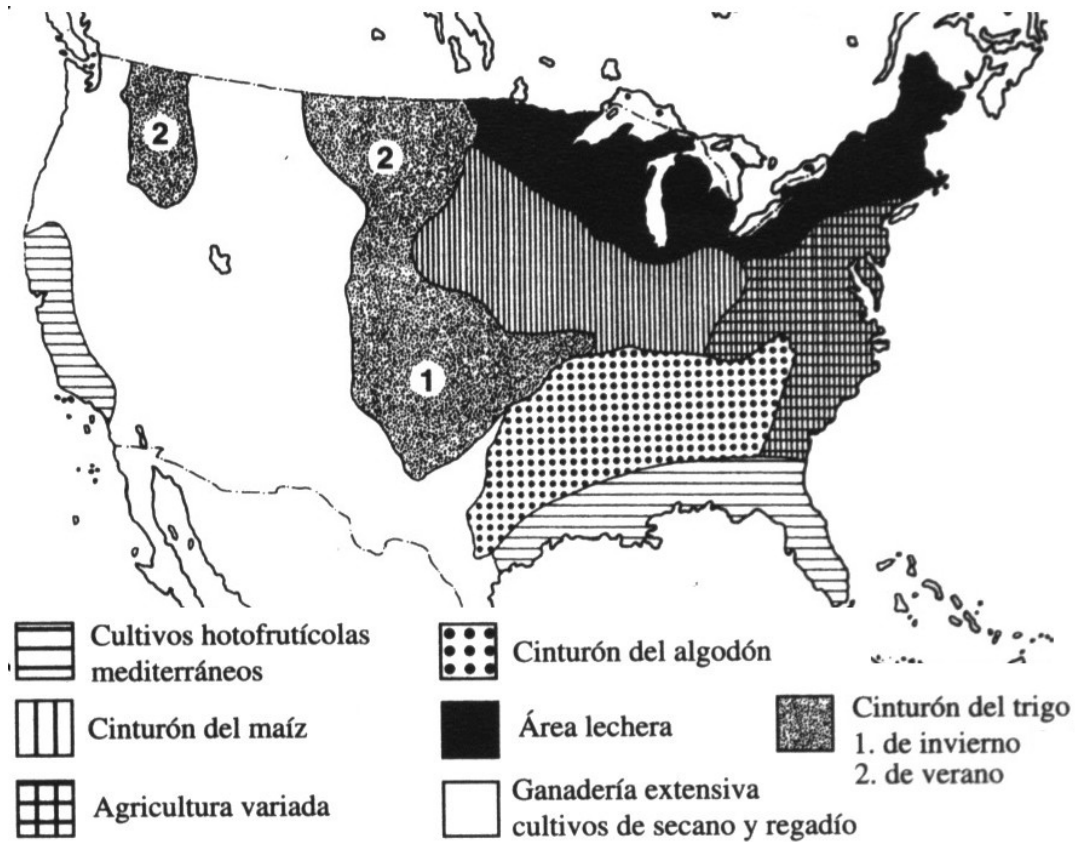 2
2
1
Cultivos hotofrutícolas
mediterráneos
Cinturón del maíz
Agricultura variada
Cinturón del algodón
Área lechera
Ganadería extensiva
cultivos de secano y regadío
Cinturón del trigo
1. de invierno
2. de verano